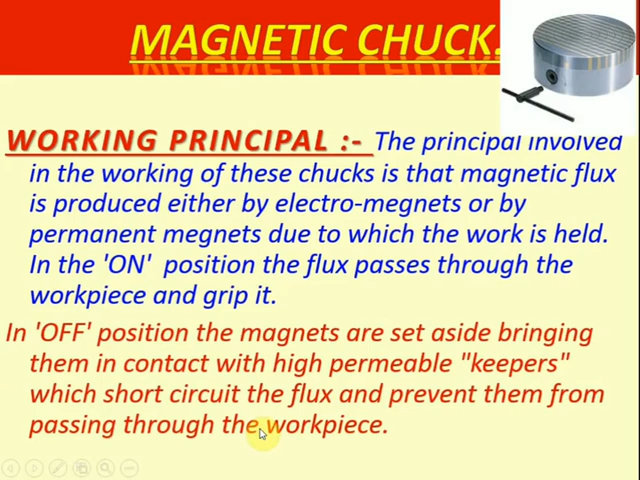 MAGNETIC CHUCK.
WORKING PRINCIPAL :- The principal involved
in the working of these chucks is that magnetic flux
is produced either by electro-megnets or by
permanent megnets due to which the work is held.
In the 'ON' position the flux passes through the
workpiece and grip it.
In 'OFF' position the magnets are set aside bringing
them in contact with high permeable "keepers"
which short circuit the flux and prevent them from
passing through the workpiece.